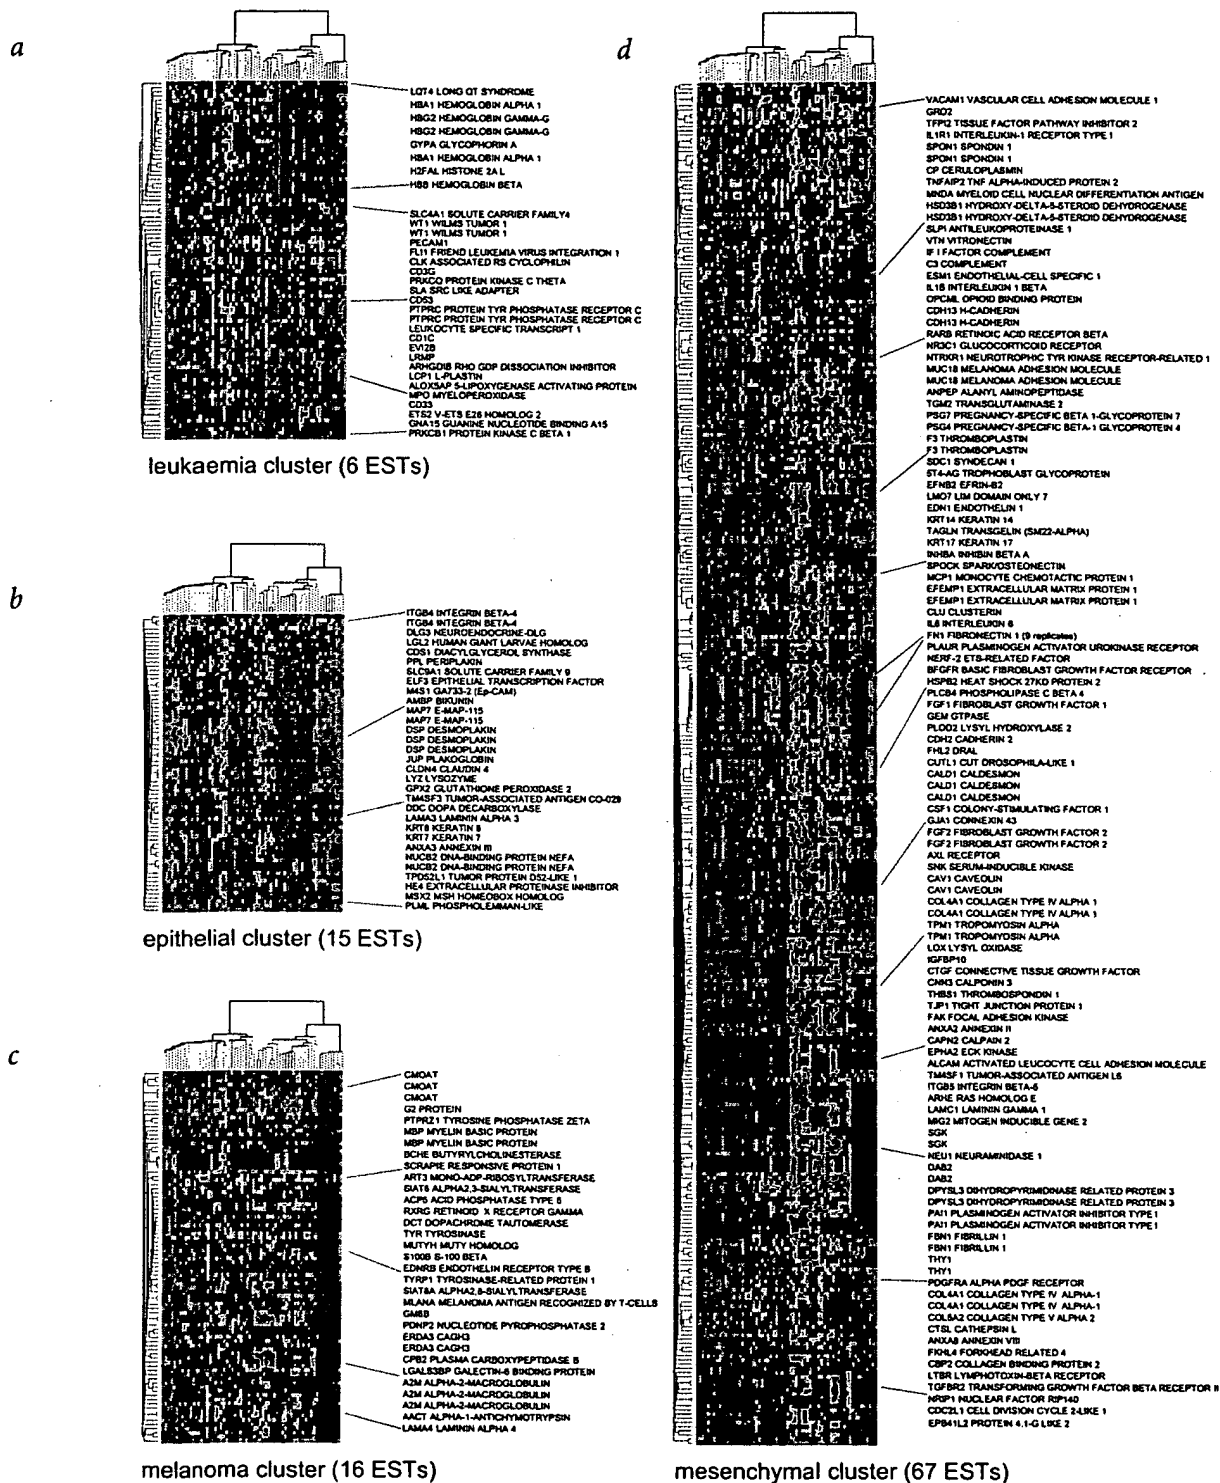 a
LQT4 LONG QT SYNDROME
HBA1 HEMOGLOBIN ALPHA 1
HBG2 HEMOGLOBIN GAMMA-G
HBG2 HEMOGLOBIN GAMMA-G
GYPA GLYCOPHORIN A
HBA1 HEMOGLOBIN ALPHA 1
H2FAL HISTONE 2A L
HBB HEMOGLOBIN BETA
SLC4A1 SOLUTE CARRIER FAMILY4
WT1 WILMS TUMOR 1
WT1 WILMS TUMOR 1
PECAM1
FLI1 FRIEND LEUKEMIA VIRUS INTEGRATION 1
CLK ASSOCIATED RS CYCLOPHILIN
CD3G
PRKCQ PROTEIN KINASE C THETA
SLA SRC LIKE ADAPTER
CD53
PTPRC PROTEIN TYR PHOSPHATASE RECEPTOR C
PTPRC PROTEIN TYR PHOSPHATASE RECEPTOR C
LEUKOCYTE SPECIFIC TRANSCRIPT 1
CD1C
EVI2B
LRMP
ARHGDIB RHO GDP DISSOCIATION INHIBITOR
LCP1 L-PLASTIN
ALOX5AP 5-LIPOXYGENASE ACTIVATING PROTEIN
MPO MYELOPEROXIDASE
CD33
ETS2 V-ETS E26 HOMOLOG 2
GNA15 GUANINE NUCLEOTIDE BINDING A15
PRKCB1 PROTEIN KINASE C BETA 1
leukaemia cluster (6 ESTs)
b
ITGB4 INTEGRIN BETA-4
ITGB4 INTEGRIN BETA-4
DLG3 NEUROENDOCRINE-DLG
LGL2 HUMAN GIANT LARVAE HOMOLOG
CDS1 DIACYLGLYCEROL SYNTHASE
PPL PERIPLAKIN
SLC9A1 SOLUTE CARRIER FAMILY 9
ELF3 EPITHELIAL TRANSCRIPTION FACTOR
M4S1 GA733-2 (Ep-CAM)
AMBP BIKUNIN
MAP7 E-MAP-115
MAP7 E-MAP-115
DSP DESMOPLAKIN
DSP DESMOPLAKIN
DSP DESMOPLAKIN
JUP PLAKOGLOBIN
CLDN4 CLAUDIN 4
LYZ LYSOZYME
GPX2 GLUTATHIONE PEROXIDASE 2
TM4SF3 TUMOR-ASSOCIATED ANTIGEN CO-029
DDC DOPA DECARBOXYLASE
LAMA3 LAMININ ALPHA 3
KRT8 KERATIN 8
KRT7 KERATIN 7
ANXA3 ANNEXIN III
NUCB2 DNA-BINDING PROTEIN NEFA
NUCB2 DNA-BINDING PROTEIN NEFA
TPD52L1 TUMOR PROTEIN D52-LIKE 1
HE4 EXTRACELLULAR PROTEINASE INHIBITOR
MSX2 MSH HOMEOBOX HOMOLOG
PLML PHOSPHOLEMMAN-LIKE
epithelial cluster (15 ESTs)
c
CMOAT
CMOAT
CMOAT
G2 PROTEIN
PTPRZ1 TYROSINE PHOSPHATASE ZETA
MBP MYELIN BASIC PROTEIN
MBP MYELIN BASIC PROTEIN
BCHE BUTYRYLCHOLINESTERASE
SCRAPIE RESPONSIVE PROTEIN 1
ART3 MONO-ADP-RIBOSYLTRANSFERASE
SIAT6 ALPHA2,3-SIALYLTRANSFERASE
ACP5 ACID PHOSPHATASE TYPE 5
RXRG RETINOID X RECEPTOR GAMMA
DCT DOPACHROME TAUTOMERASE
TYR TYROSINASE
MUTYH MUTY HOMOLOG
S100B S-100 BETA
EDNRB ENDOTHELIN RECEPTOR TYPE B
TYRP1 TYROSINASE-RELATED PROTEIN 1
SIAT8A ALPHA2,8-SIALYLTRANSFERASE
MLANA MELANOMA ANTIGEN RECOGNIZED BY T-CELLS
GM6B
PDNP2 NUCLEOTIDE PYROPHOSPHATASE 2
ERDA3 CAGH3
ERDA3 CAGH3
CPB2 PLASMA CARBOXYPEPTIDASE B
LGALS3BP GALECTIN-6 BINDING PROTEIN
A2M ALPHA-2-MACROGLOBULIN
A2M ALPHA-2-MACROGLOBULIN
A2M ALPHA-2-MACROGLOBULIN
AACT ALPHA-1-ANTICHYMOTRYPSIN
LAMA4 LAMININ ALPHA 4
melanoma cluster (16 ESTs)
d
VACAM1 VASCULAR CELL ADHESION MOLECULE 1
GRO2
TFPI2 TISSUE FACTOR PATHWAY INHIBITOR 2
IL1R1 INTERLEUKIN-1 RECEPTOR TYPE 1
SPON1 SPONDIN 1
SPON1 SPONDIN 1
CP CERULOPLASMIN
TNFAIP2 TNF ALPHA-INDUCED PROTEIN 2
MNDA MYELOID CELL NUCLEAR DIFFERENTIATION ANTIGEN
HSD3B1 HYDROXY-DELTA-5-STEROID DEHYDROGENASE
HSD3B1 HYDROXY-DELTA-5-STEROID DEHYDROGENASE
SLPI ANTILEUKOPROTEINASE 1
VTN VITRONECTIN
IF I FACTOR COMPLEMENT
C3 COMPLEMENT
ESM1 ENDOTHELIAL-CELL SPECIFIC 1
IL1B INTERLEUKIN 1 BETA
OPCML OPIOID BINDING PROTEIN
CDH13 H-CADHERIN
CDH13 H-CADHERIN
RARB RETINOIC ACID RECEPTOR BETA
NR3C1 GLUCOCORTICOID RECEPTOR
NTRKR1 NEUROTROPHIC TYR KINASE RECEPTOR-RELATED 1
MUC18 MELANOMA ADHESION MOLECULE
MUC18 MELANOMA ADHESION MOLECULE
ANPEP ALANYL AMINOPEPTIDASE
TGM2 TRANSGLUTAMINASE 2
PSG7 PREGNANCY-SPECIFIC BETA 1-GLYCOPROTEIN 7
PSG4 PREGNANCY-SPECIFIC BETA-1 GLYCOPROTEIN 4
F3 THROMBOPLASTIN
F3 THROMBOPLASTIN
SDC1 SYNDECAN 1
5T4-AG TROPHOBLAST GLYCOPROTEIN
EFNB2 EFRIN-B2
LMO7 LIM DOMAIN ONLY 7
EDN1 ENDOTHELIN 1
KRT14 KERATIN 14
TAGLN TRANSGELIN (SM22-ALPHA)
KRT17 KERATIN 17
INHBA INHIBIN BETA A
SPOCK SPARK/OSTEONECTIN
MCP1 MONOCYTE CHEMOTACTIC PROTEIN 1
EFEMP1 EXTRACELLULAR MATRIX PROTEIN 1
EFEMP1 EXTRACELLULAR MATRIX PROTEIN 1
CLU CLUSTERIN
IL6 INTERLEUKIN 6
FN1 FIBRONECTIN 1 (9 replicates)
PLAUR PLASMINOGEN ACTIVATOR UROKINASE RECEPTOR
NERF-2 ETS-RELATED FACTOR
BFGFR BASIC FIBROBLAST GROWTH FACTOR RECEPTOR
HSPB2 HEAT SHOCK 27KD PROTEIN 2
PLCB4 PHOSPHOLIPASE C BETA 4
FGF1 FIBROBLAST GROWTH FACTOR 1
GEM GTPASE
PLOD2 LYSYL HYDROXYLASE 2
CDH2 CADHERIN 2
FHL2 DRAL
CUTL1 CUT DROSOPHILA-LIKE 1
CALD1 CALDESMON
CALD1 CALDESMON
CALD1 CALDESMON
CSF1 COLONY-STIMULATING FACTOR 1
GJA1 CONNEXIN 43
FGF2 FIBROBLAST GROWTH FACTOR 2
FGF2 FIBROBLAST GROWTH FACTOR 2
AXL RECEPTOR
SNK SERUM-INDUCIBLE KINASE
CAV1 CAVEOLIN
CAV1 CAVEOLIN
COL4A1 COLLAGEN TYPE IV ALPHA 1
COL4A1 COLLAGEN TYPE IV ALPHA 1
TPM1 TROPOMYOSIN ALPHA
TPM1 TROPOMYOSIN ALPHA
LOX LYSYL OXIDASE
IGFBP10
CTGF CONNECTIVE TISSUE GROWTH FACTOR
CNN3 CALPONIN 3
THBS1 THROMBOSPONDIN 1
TJP1 TIGHT JUNCTION PROTEIN 1
FAK FOCAL ADHESION KINASE
ANXA2 ANNEXIN II
CAPN2 CALPAIN 2
EPHA2 ECK KINASE
ALCAM ACTIVATED LEUCOCYTE CELL ADHESION MOLECULE
TM4SF1 TUMOR-ASSOCIATED ANTIGEN L6
ITGB5 INTEGRIN BETA-5
ARHE RAS HOMOLOG E
LAMC1 LAMININ GAMMA 1
MIG2 MITOGEN INDUCIBLE GENE 2
SGK
SGK
NEU1 NEURAMINIDASE 1
DAB2
DAB2
DPYSL3 DIHYDROPYRIMIDINASE RELATED PROTEIN 3
DPYSL3 DIHYDROPYRIMIDINASE RELATED PROTEIN 3
PAI1 PLASMINOGEN ACTIVATOR INHIBITOR TYPE I
PAI1 PLASMINOGEN ACTIVATOR INHIBITOR TYPE I
FBN1 FIBRILLIN 1
FBN1 FIBRILLIN 1
THY1
THY1
PDGFRA ALPHA PDGF RECEPTOR
COL4A1 COLLAGEN TYPE IV ALPHA-1
COL4A1 COLLAGEN TYPE IV ALPHA-1
COL5A2 COLLAGEN TYPE V ALPHA 2
CTSL CATHEPSIN L
ANXA8 ANNEXIN VIII
FKHL4 FORKHEAD RELATED 4
CBP2 COLLAGEN BINDING PROTEIN 2
LTBR LYMPHOTOXIN-BETA RECEPTOR
TGFBR2 TRANSFORMING GROWTH FACTOR BETA RECEPTOR II
NRIP1 NUCLEAR FACTOR RIP140
CDC2L1 CELL DIVISION CYCLE 2-LIKE 1
EPB41L2 PROTEIN 4.1-G LIKE 2
mesenchymal cluster (67 ESTs)